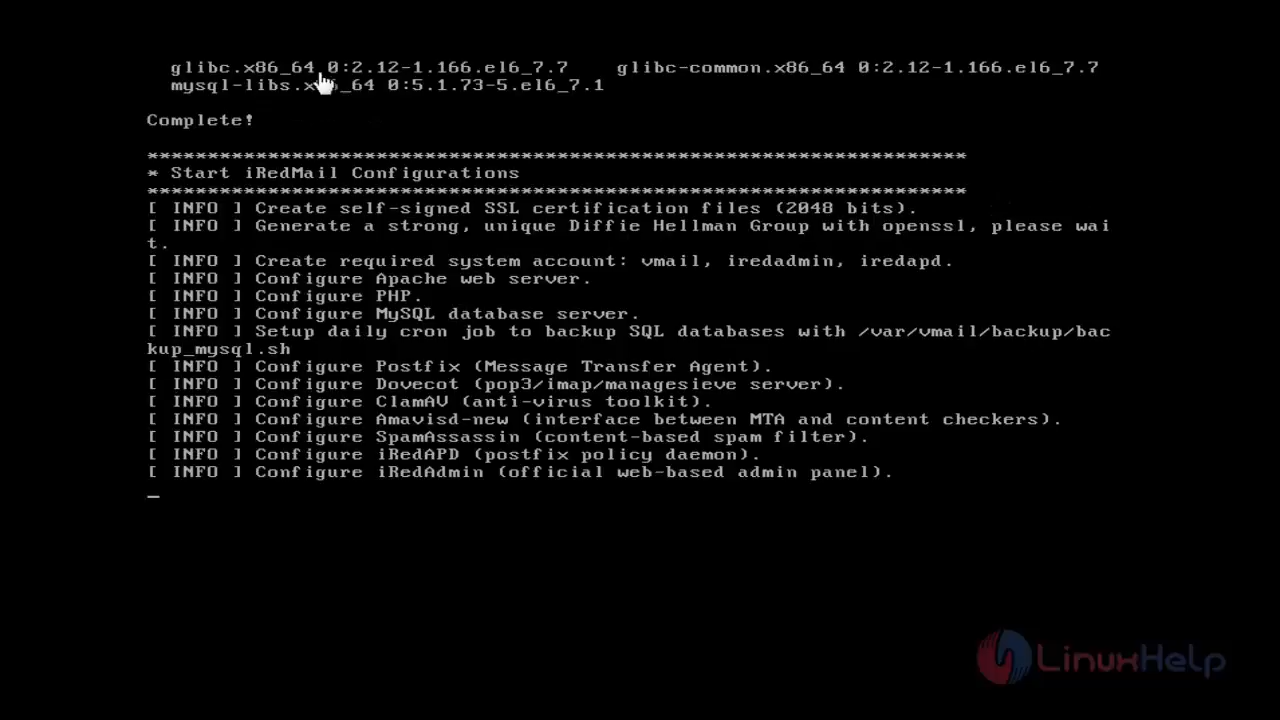 glibc.x86_64 0:2.12-1.166.el6_7.7    glibc-common.x86_64 0:2.12-1.166.el6_7.7
mysql-libs.x86_64 0:5.1.73-5.el6_7.1
Complete!
********************************************************************
* Start iRedMail Configurations
********************************************************************
[ INFO ] Create self-signed SSL certification files (2048 bits).
[ INFO ] Generate a strong, unique Diffie Hellman Group with openssl, please wai
t.
[ INFO ] Create required system account: vmail, iredadmin, iredapd.
[ INFO ] Configure Apache web server.
[ INFO ] Configure PHP.
[ INFO ] Configure MySQL database server.
[ INFO ] Setup daily cron job to backup SQL databases with /var/vmail/backup/bac
kup_mysql.sh
[ INFO ] Configure Postfix (Message Transfer Agent).
[ INFO ] Configure Dovecot (pop3/imap/managesieve server).
[ INFO ] Configure ClamAV (anti-virus toolkit).
[ INFO ] Configure Amavisd-new (interface between MTA and content checkers).
[ INFO ] Configure SpamAssassin (content-based spam filter).
[ INFO ] Configure iRedAPD (postfix policy daemon).
[ INFO ] Configure iRedAdmin (official web-based admin panel).
_
LinuxHelp